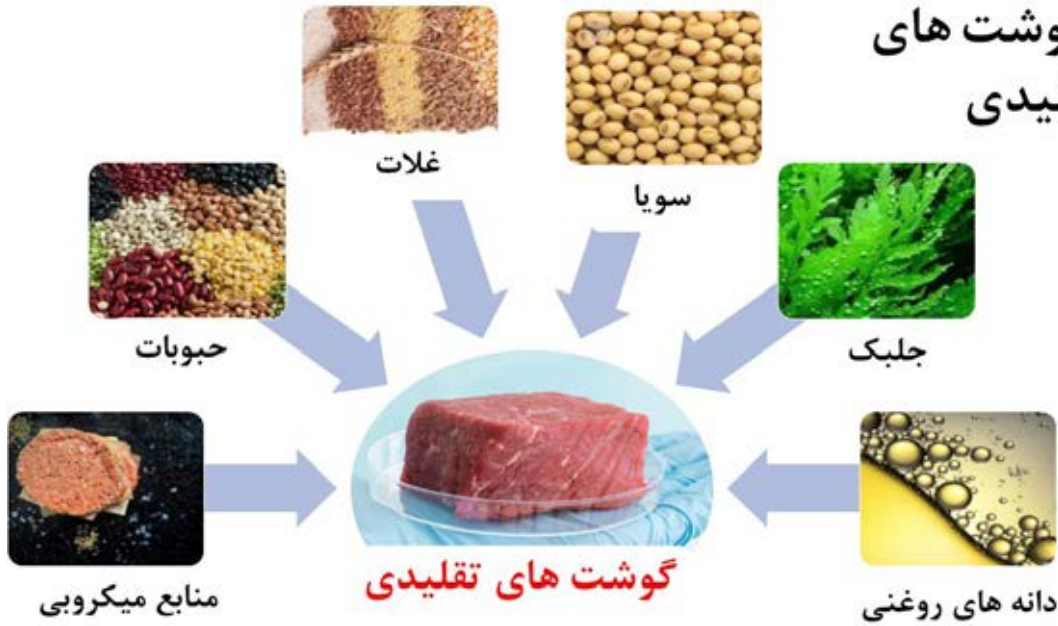 وشت های
یدی
غلات
سویا
حبوبات
جلبک
منابع میکروبی
گوشت های تقلیدی
دانه های روغنی